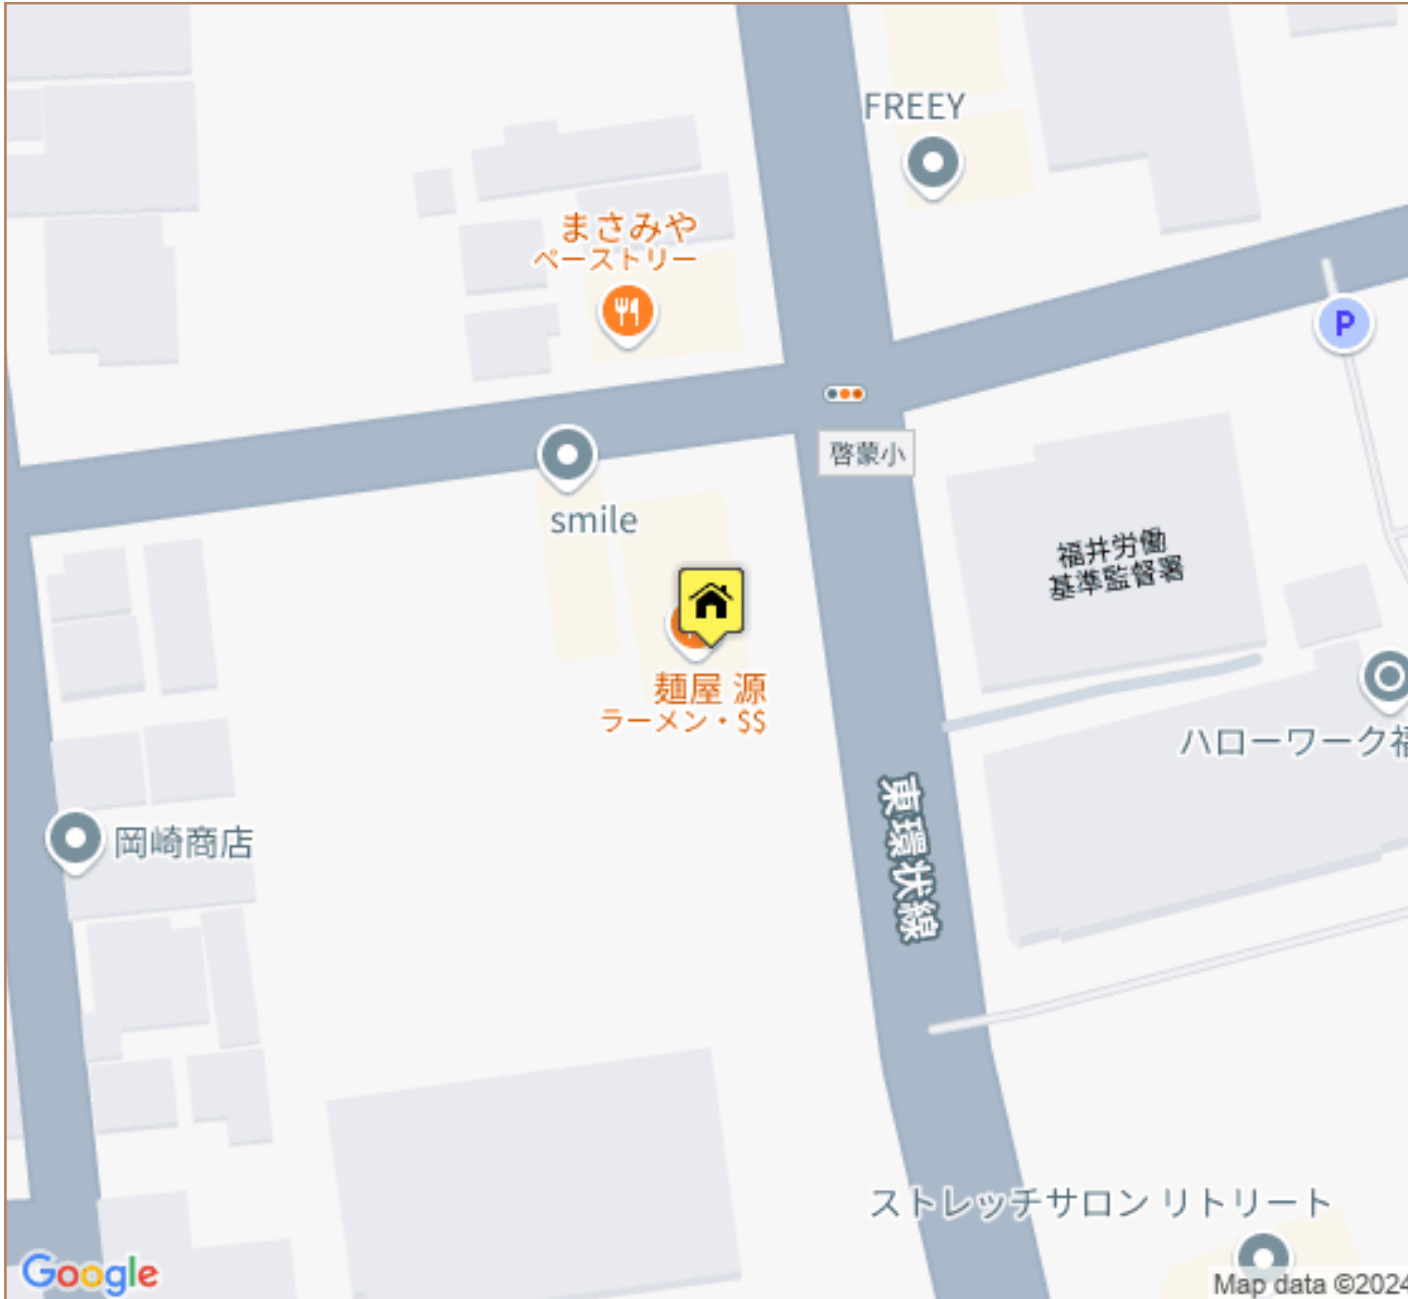 FREEY
まさみや
ペーストリー
P
啓蒙小
smile
福井労働
基準監督署
麺屋 源
ラーメン・$$
ハローワーク福
東環状線
岡崎商店
ストレッチサロン リトリート
Google
Map data ©2024